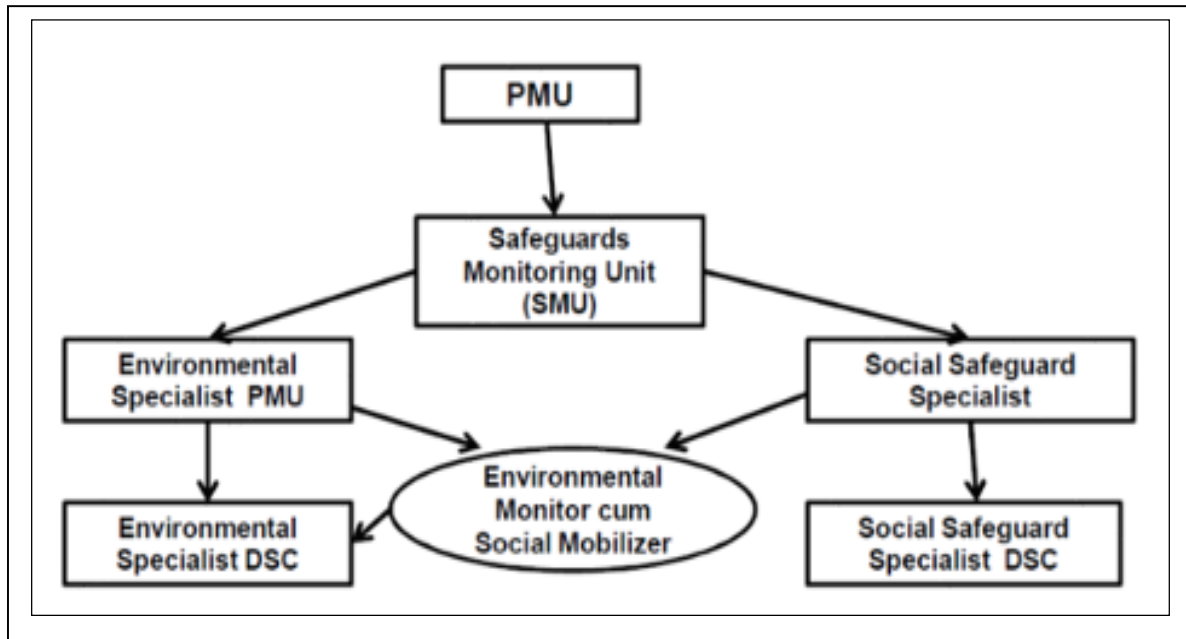 PMU
Safeguards
Monitoring Unit
(SMU)
Environmental
Specialist PMU
Social Safeguard
Specialist
Environmental
Monitor cum
Social Mobilizer
Environmental
Specialist DSC
Social Safeguard
Specialist DSC